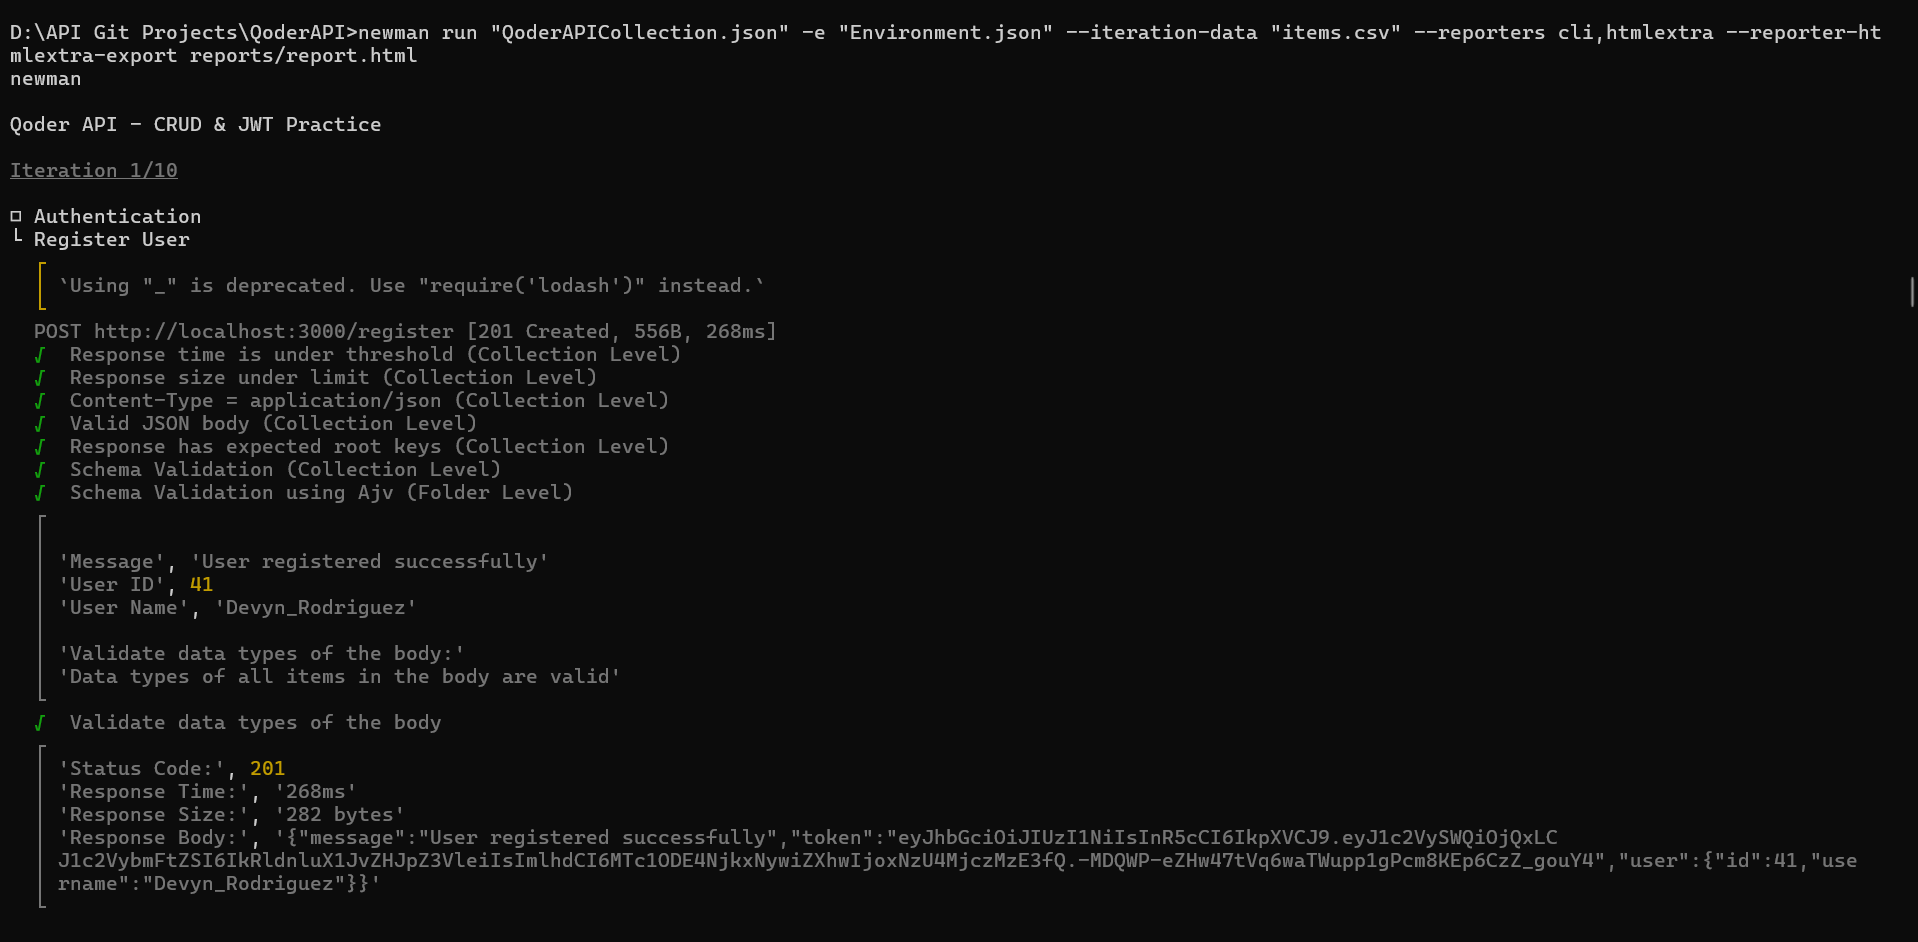 D:\API Git Projects\QoderAPI>newman run "QoderAPICollection.json" -e "Environment.json" --iteration-data "items.csv" --reporters cli,htmlextra --reporter-ht
mlextra-export reports/report.html
newman
Qoder API - CRUD & JWT Practice
Iteration 1/10
□ Authentication
└ Register User
`Using "_" is deprecated. Use "require('lodash')" instead.`
POST http://localhost:3000/register [201 Created, 556B, 268ms]
√ Response time is under threshold (Collection Level)
√ Response size under limit (Collection Level)
√ Content-Type = application/json (Collection Level)
√ Valid JSON body (Collection Level)
√ Response has expected root keys (Collection Level)
√ Schema Validation (Collection Level)
√ Schema Validation using Ajv (Folder Level)
'Message', 'User registered successfully'
'User ID', 41
'User Name', 'Devyn_Rodriguez'
'Validate data types of the body:'
'Data types of all items in the body are valid'
√ Validate data types of the body
'Status Code:', 201
'Response Time:', '268ms'
'Response Size:', '282 bytes'
'Response Body:', '{"message":"User registered successfully","token":"eyJhbGciOiJIUzI1NiIsInR5cCI6IkpXVCJ9.eyJ1c2VySWQiOjQxLC
J1c2VybmFtZSI6IkRldnluX1JvZHJpZ3VleiIsImlhdCI6MTc1ODE4NjkxNywiZXhwIjoxNzU4MjczMzE3fQ.-MDQWP-eZHw47tVq6waTWupp1gPcm8KEp6CzZ_gouY4","user":{"id":41,"use
rname":"Devyn_Rodriguez"}}'